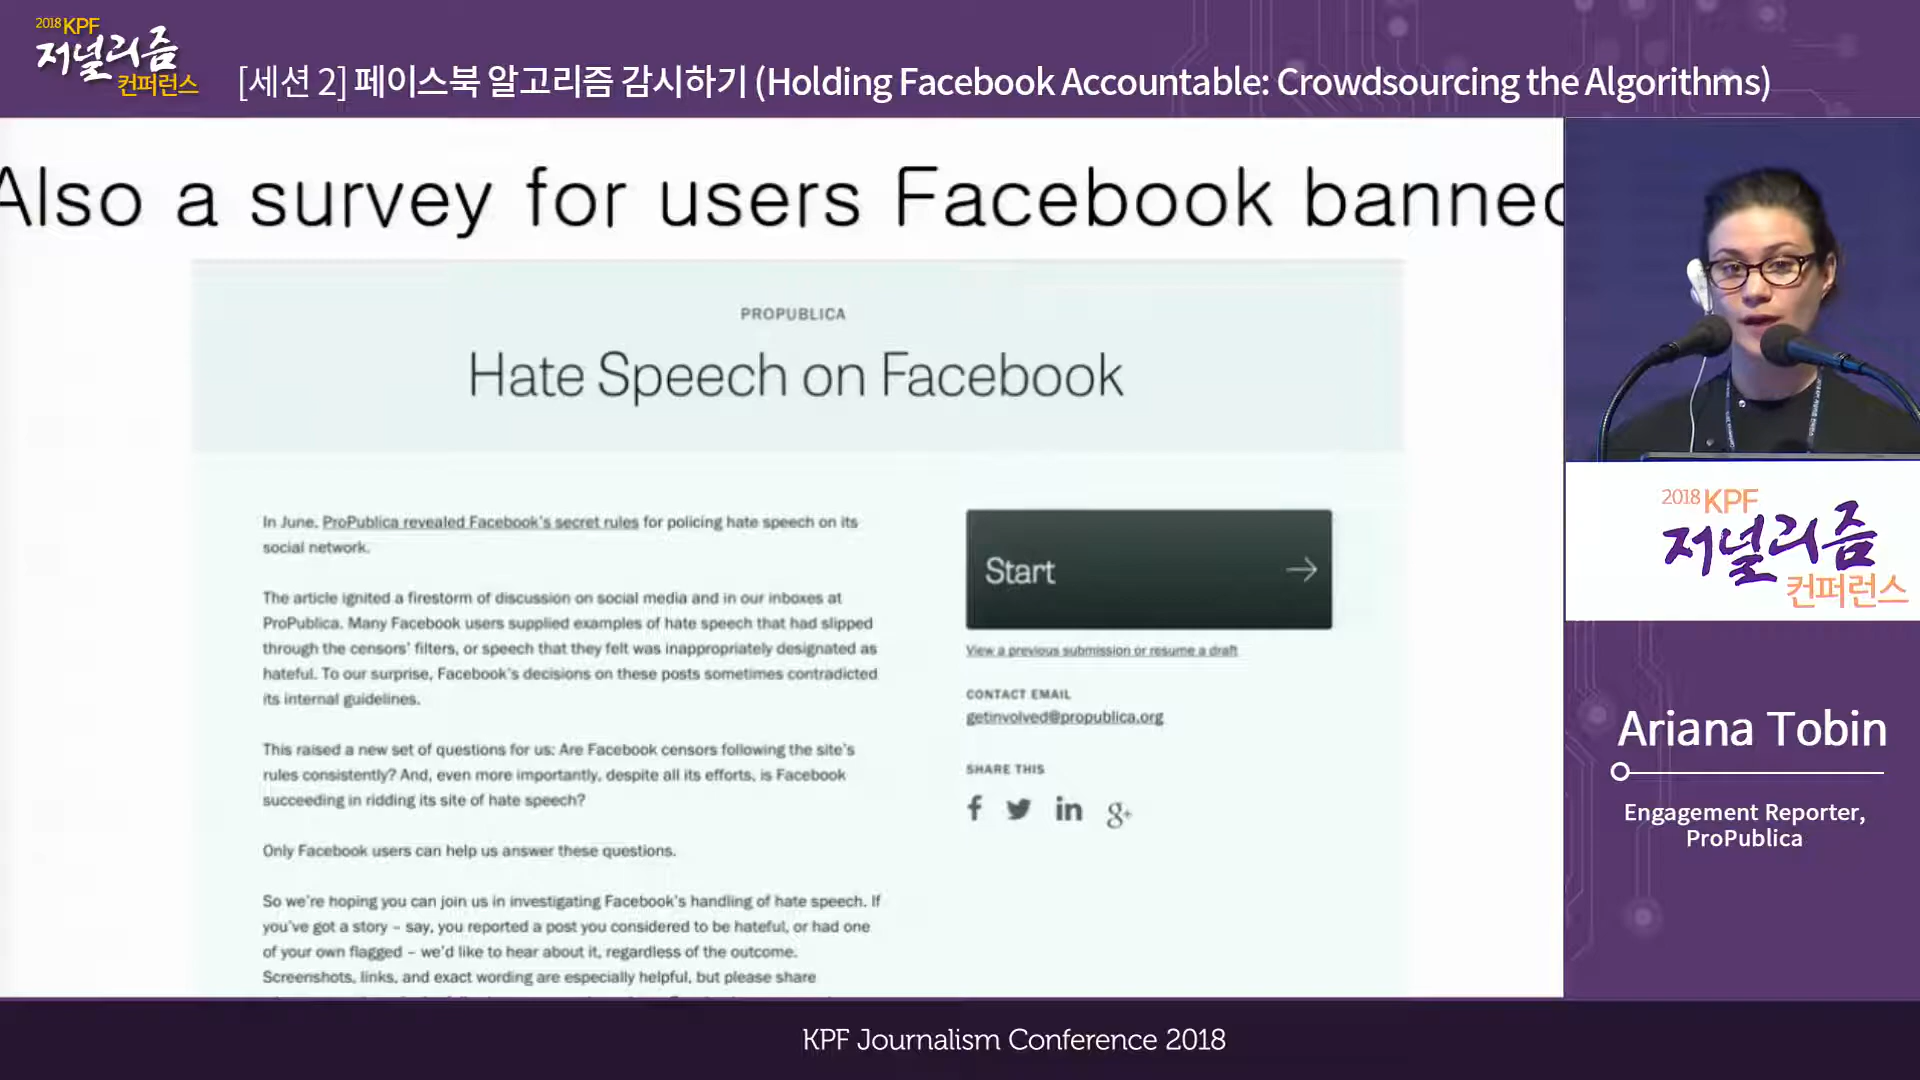 2018 KPF
저널리즘
컨퍼런스
[세션 2] 페이스북 알고리즘 감시하기 (Holding Facebook Accountable: Crowdsourcing the Algorithms)
Also a survey for users Facebook banned
PROPUBLICA
Hate Speech on Facebook
In June, ProPublica revealed Facebook's secret rules for policing hate speech on its
social network.
The article ignited a firestorm of discussion on social media and in our inboxes at
ProPublica. Many Facebook users supplied examples of hate speech that had slipped
through the censors' filters, or speech that they felt was inappropriately designated as
hateful. To our surprise, Facebook's decisions on these posts sometimes contradicted
its internal guidelines.
This raised a new set of questions for us: Are Facebook censors following the site's
rules consistently? And, even more importantly, despite all its efforts, is Facebook
succeeding in ridding its site of hate speech?
Only Facebook users can help us answer these questions.
So we're hoping you can join us in investigating Facebook's handling of hate speech. If
you've got a story – say, you reported a post you considered to be hateful, or had one
of your own flagged – we'd like to hear about it, regardless of the outcome.
Screenshots, links, and exact wording are especially helpful, but please share
Start →
View a previous submission or resume a draft
CONTACT EMAIL
getinvolved@propublica.org
SHARE THIS
f in g+
2018 KPF
저널리즘
컨퍼런스
Ariana Tobin
Engagement Reporter,
ProPublica
KPF Journalism Conference 2018